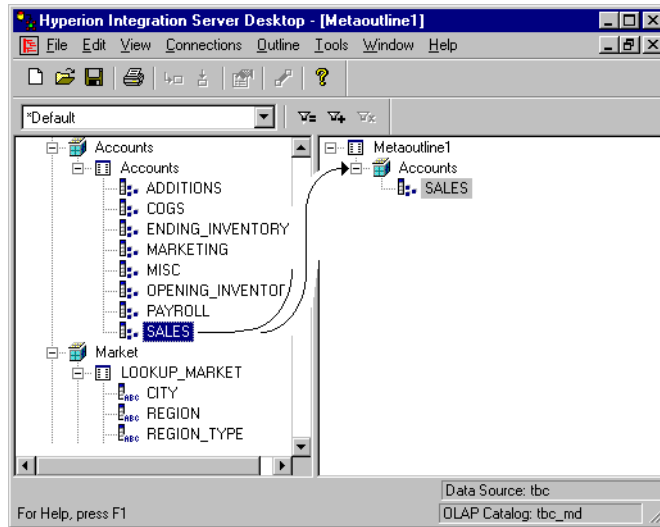 Hyperion Integration Server Desktop - [Metaoutline1]
File Edit View Connections Outline Tools Window Help
*Default
Accounts
Accounts
ADDITIONS
COGS
ENDING_INVENTORY
MARKETING
MISC
OPENING_INVENTOR
PAYROLL
SALES
Market
LOOKUP_MARKET
CITY
REGION
REGION_TYPE
Metaoutline1
Accounts
SALES
Data Source: tbc
For Help, press F1
OLAP Catalog: tbc_md